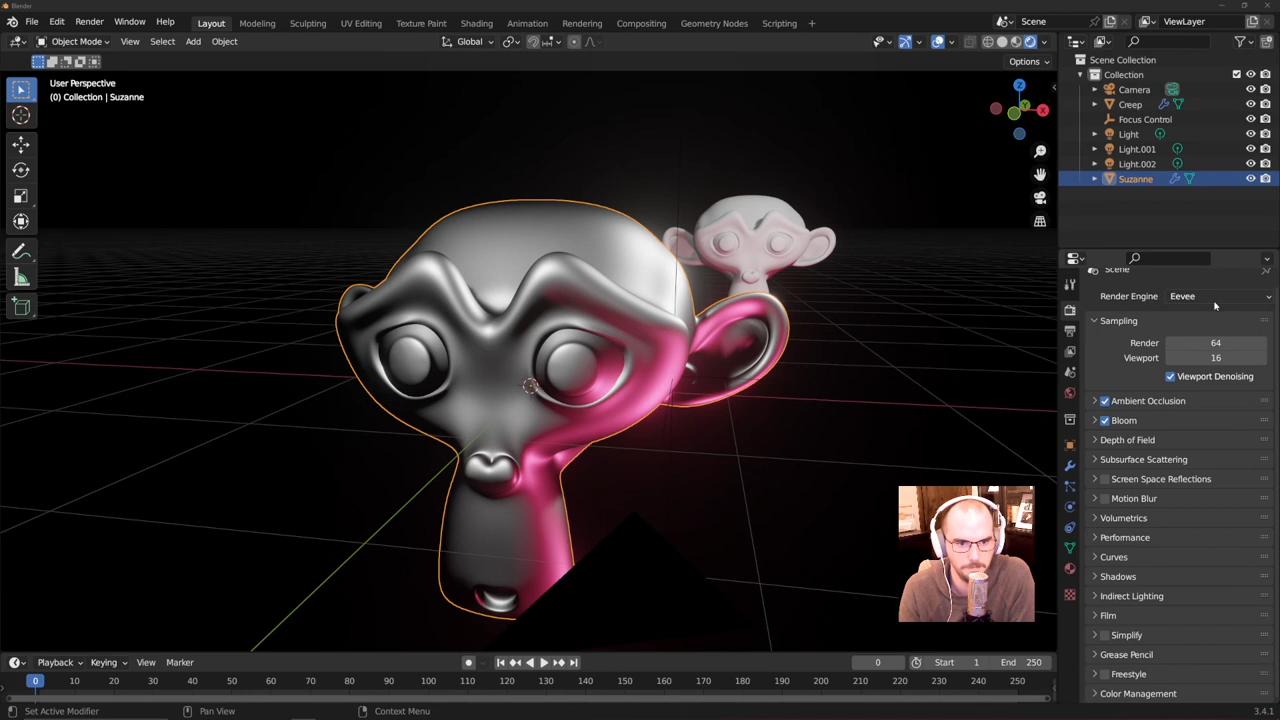 Blender
File Edit Render Window Help
Layout Modeling Sculpting UV Editing Texture Paint Shading Animation Rendering Compositing Geometry Nodes Scripting +
Scene
ViewLayer
Object Mode View Select Add Object
Global
Options
User Perspective
(0) Collection | Suzanne
Z
Y
X
Scene Collection
Collection
Camera
Creep
Focus Control
Light
Light.001
Light.002
Suzanne
Scene
Render Engine Eevee
Sampling
Render 64
Viewport 16
Viewport Denoising
Ambient Occlusion
Bloom
Depth of Field
Subsurface Scattering
Screen Space Reflections
Motion Blur
Volumetrics
Performance
Curves
Shadows
Indirect Lighting
Film
Simplify
Grease Pencil
Freestyle
Color Management
Playback Keying View Marker
0 Start 1 End 250
0 10 20 30 40 50 60 70 80 90 100 110 120 130 140 150 160 170 180 190 200 210 220 230 240 250
Set Active Modifier Pan View Context Menu 3.4.1